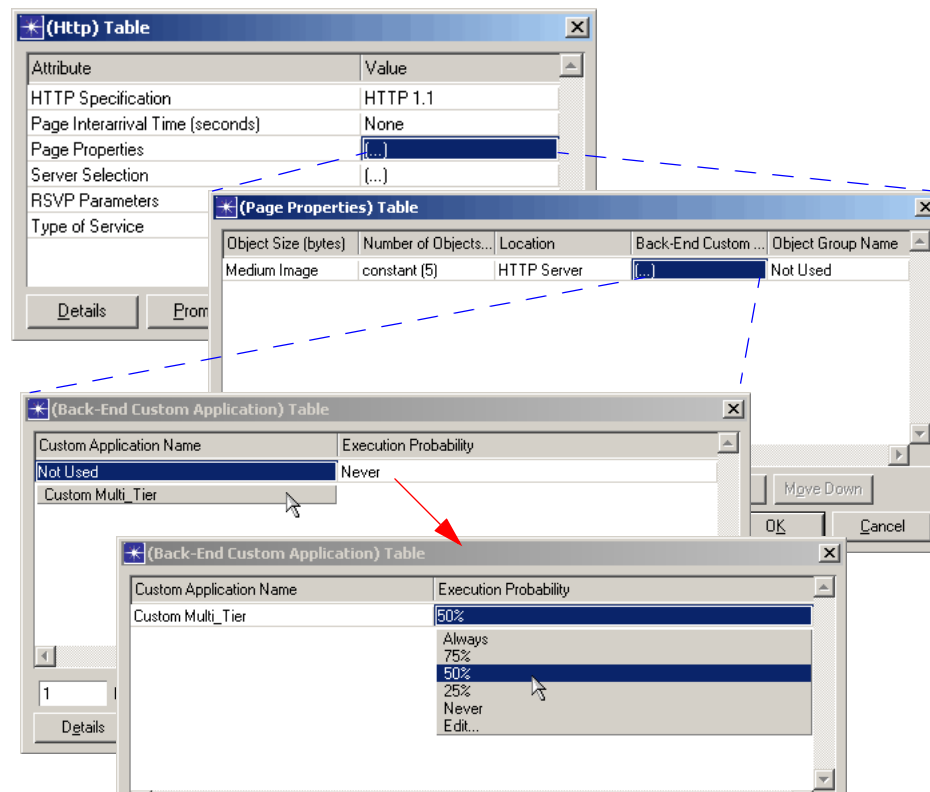 (Http) Table
Attribute Value
HTTP Specification HTTP 1.1
Page Interarrival Time (seconds) None
Page Properties (...)
Server Selection (...)
RSVP Parameters
Type of Service
Details Prom
(Page Properties) Table
Object Size (bytes) Number of Objects... Location Back-End Custom ... Object Group Name
Medium Image constant (5) HTTP Server (...) Not Used
Move Down
OK Cancel
(Back-End Custom Application) Table
Custom Application Name Execution Probability
Not Used Never
Custom Multi_Tier
1
Details
(Back-End Custom Application) Table
Custom Application Name Execution Probability
Custom Multi_Tier 50%
Always
75%
50%
25%
Never
Edit...